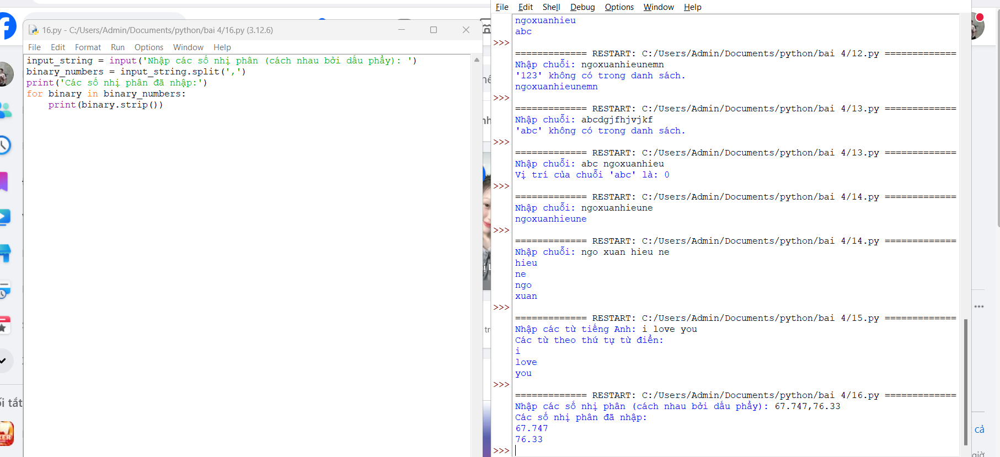 16.py - C:/Users/Admin/Documents/python/bai 4/16.py (3.12.6)
File Edit Format Run Options Window Help
input_string = input('Nhập các số nhị phân (cách nhau bởi dấu phẩy): ')
binary_numbers = input_string.split(',')
print('Các số nhị phân đã nhập:')
for binary in binary_numbers:
    print(binary.strip())
ối tắt
File Edit Shell Debug Options Window Help
ngoxuanhieu
abc
>>>
============= RESTART: C:/Users/Admin/Documents/python/bai 4/12.py =============
Nhập chuỗi: ngoxuanhieunemn
'123' không có trong danh sách.
ngoxuanhieunemn
>>>
============= RESTART: C:/Users/Admin/Documents/python/bai 4/13.py =============
Nhập chuỗi: abcdgjfhjvjkf
'abc' không có trong danh sách.
>>>
============= RESTART: C:/Users/Admin/Documents/python/bai 4/13.py =============
Nhập chuỗi: abc ngoxuanhieu
Vị trí của chuỗi 'abc' là: 0
>>>
============= RESTART: C:/Users/Admin/Documents/python/bai 4/14.py =============
Nhập chuỗi: ngoxuanhieune
ngoxuanhieune
>>>
============= RESTART: C:/Users/Admin/Documents/python/bai 4/14.py =============
Nhập chuỗi: ngo xuan hieu ne
hieu
ne
ngo
xuan
>>>
============= RESTART: C:/Users/Admin/Documents/python/bai 4/15.py =============
Nhập các từ tiếng Anh: i love you
Các từ theo thứ tự từ điển:
i
love
you
>>>
============= RESTART: C:/Users/Admin/Documents/python/bai 4/16.py =============
Nhập các số nhị phân (cách nhau bởi dấu phẩy): 67.747,76.33
Các số nhị phân đã nhập:
67.747
76.33
>>>
cả
giờ